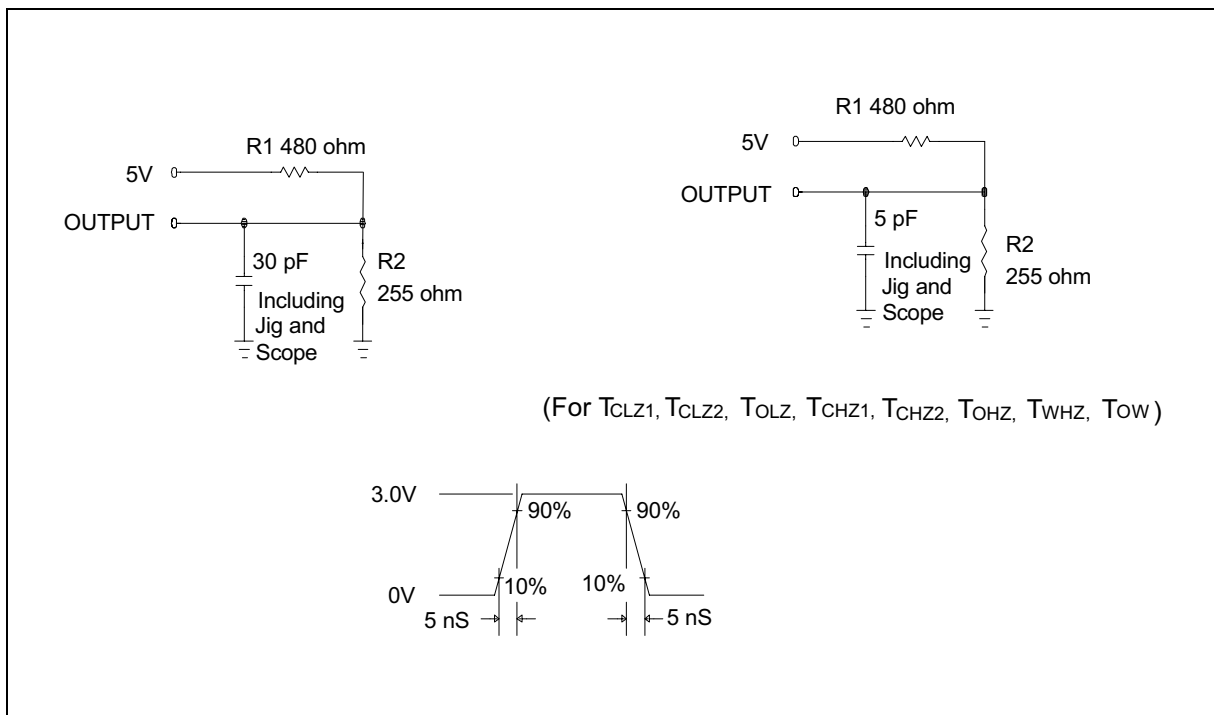 R1 480 ohm
5V
OUTPUT
30 pF
R2
255 ohm
Including
Jig and
Scope
R1 480 ohm
5V
OUTPUT
5 pF
R2
255 ohm
Including
Jig and
Scope
(For TCLZ1, TCLZ2, TOLZ, TCHZ1, TCHZ2, TOHZ, TWHZ, TOW)
3.0V
90%
90%
10%
10%
0V
5 nS
5 nS